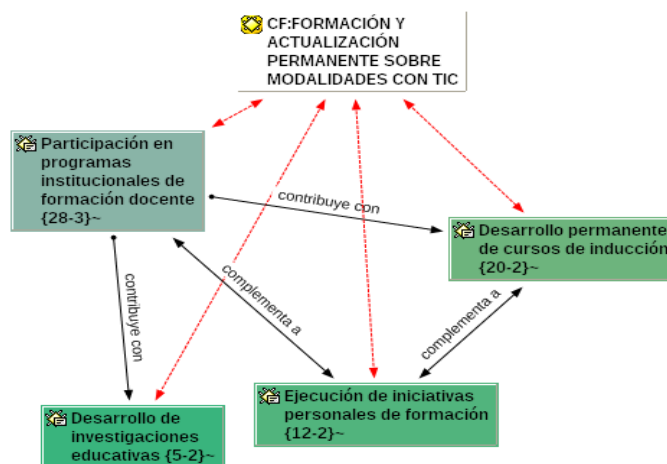 CF:FORMACIÓN Y
ACTUALIZACIÓN
PERMANENTE SOBRE
MODALIDADES CON TIC
Participación en
programas
institucionales de
formación docente
{28-3}~
contribuye con
Desarrollo permanente
de cursos de inducción
{20-2}~
contribuye con
complementa a
complementa a
Desarrollo de
investigaciones
educativas {5-2}~
Ejecución de iniciativas
personales de formación
{12-2}~